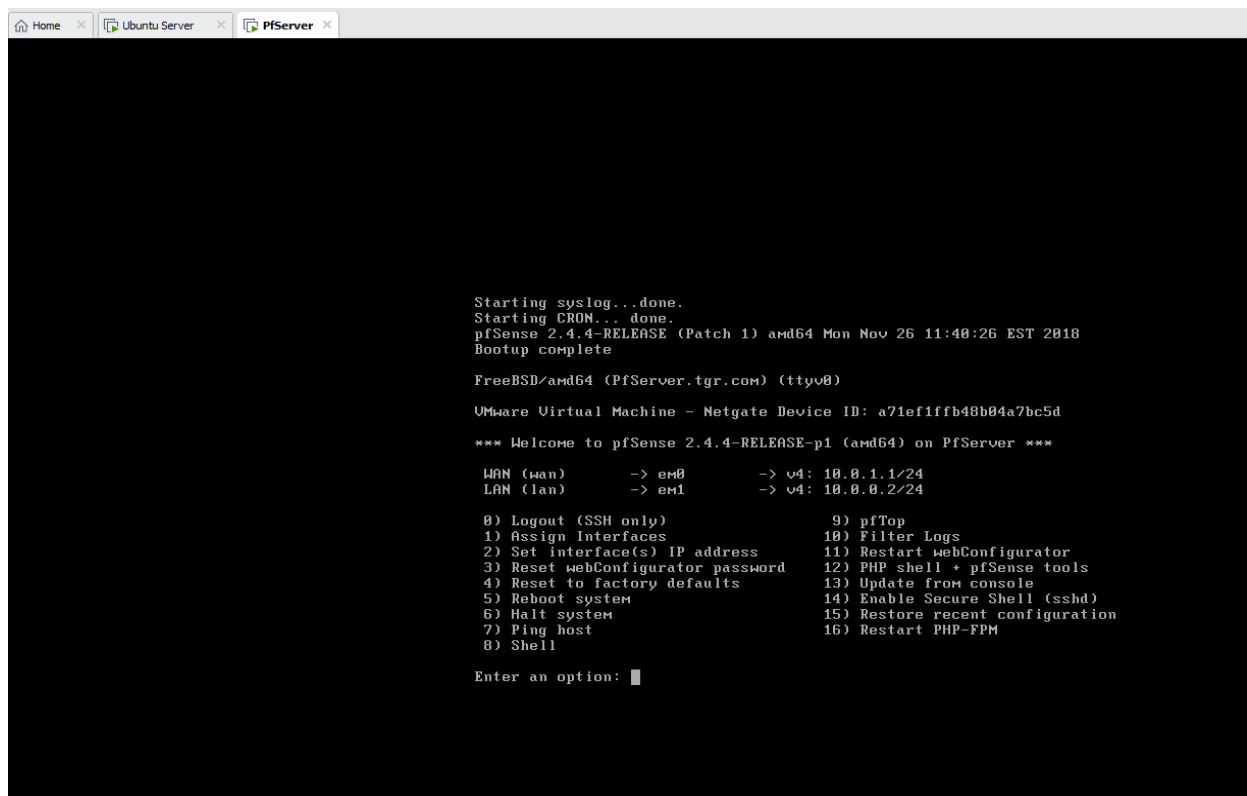 Home
Ubuntu Server
PfServer
Starting syslog...done.
Starting CRON... done.
pfSense 2.4.4-RELEASE (Patch 1) amd64 Mon Nov 26 11:40:26 EST 2018
Bootup complete
FreeBSD/amd64 (PfServer.tgr.com) (ttyv0)
VMware Virtual Machine - Netgate Device ID: a71ef1ffb48b04a7bc5d
*** Welcome to pfSense 2.4.4-RELEASE-p1 (amd64) on PfServer ***
WAN (wan) -> em0 -> v4: 10.0.1.1/24
LAN (lan) -> em1 -> v4: 10.0.0.2/24
0) Logout (SSH only) 9) pfTop
1) Assign Interfaces 10) Filter Logs
2) Set interface(s) IP address 11) Restart webConfigurator
3) Reset webConfigurator password 12) PHP shell + pfSense tools
4) Reset to factory defaults 13) Update from console
5) Reboot system 14) Enable Secure Shell (sshd)
6) Halt system 15) Restore recent configuration
7) Ping host 16) Restart PHP-FPM
8) Shell
Enter an option: